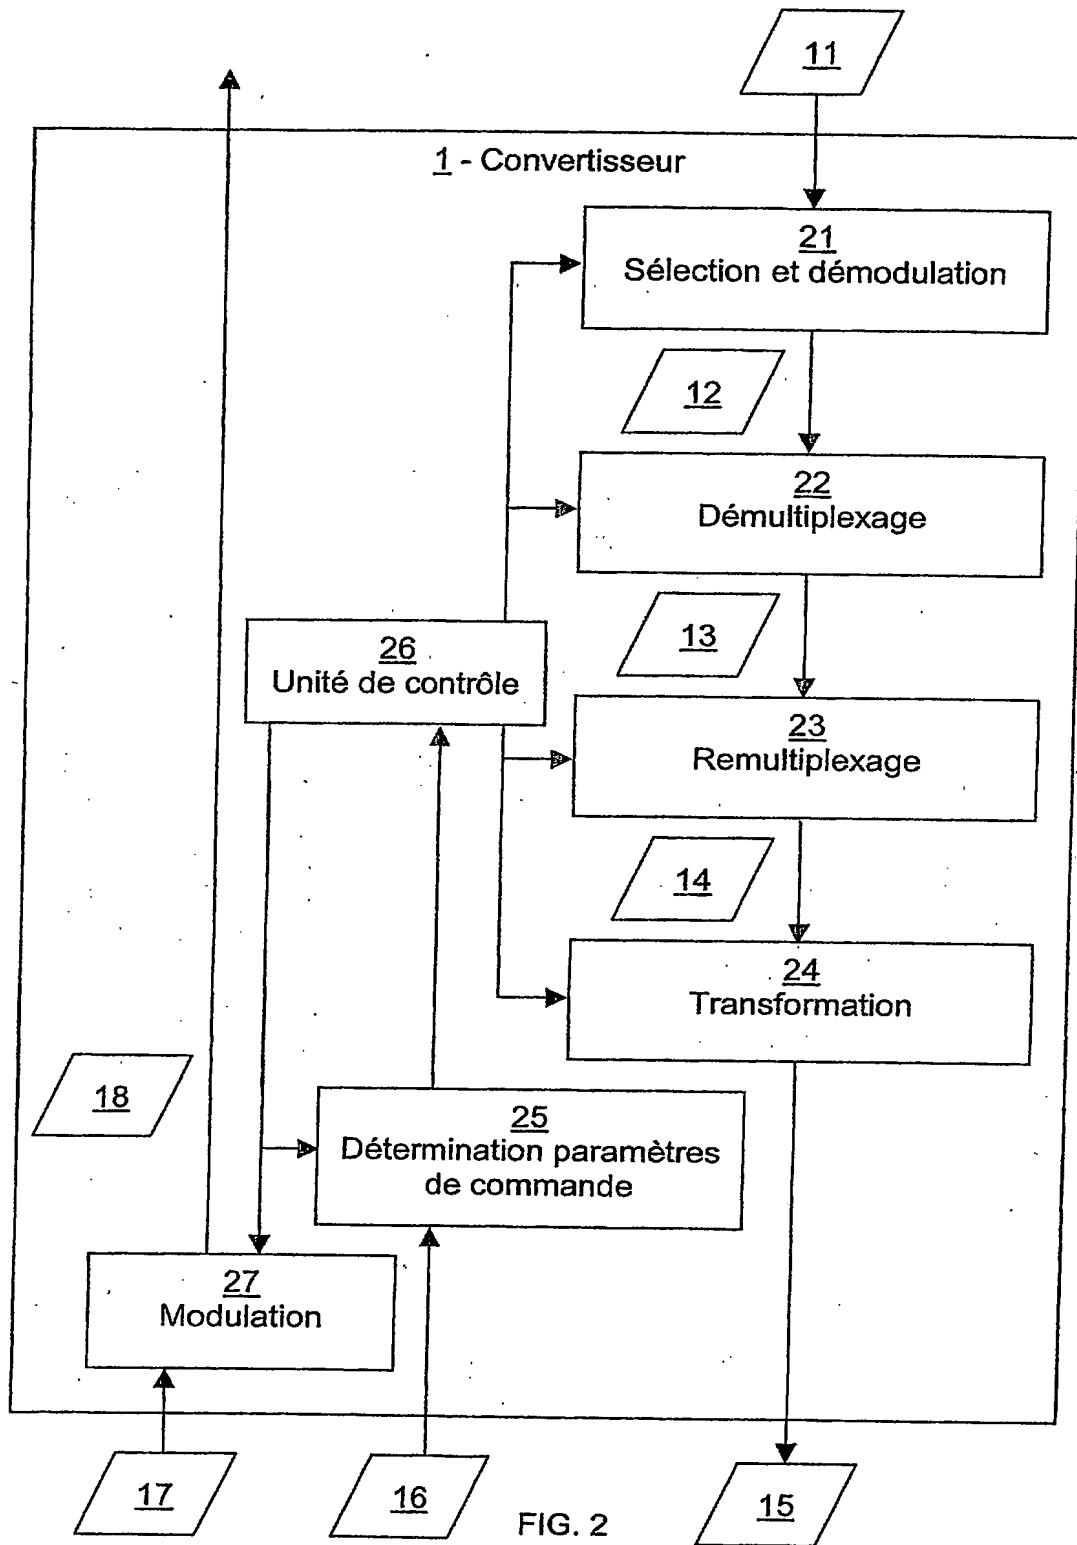 11
1 - Convertisseur
21
Sélection et démodulation
12
22
Démultiplexage
13
26
Unité de contrôle
23
Remultiplexage
14
24
Transformation
18
25
Détermination paramètres
de commande
27
Modulation
17
16
15
FIG. 2